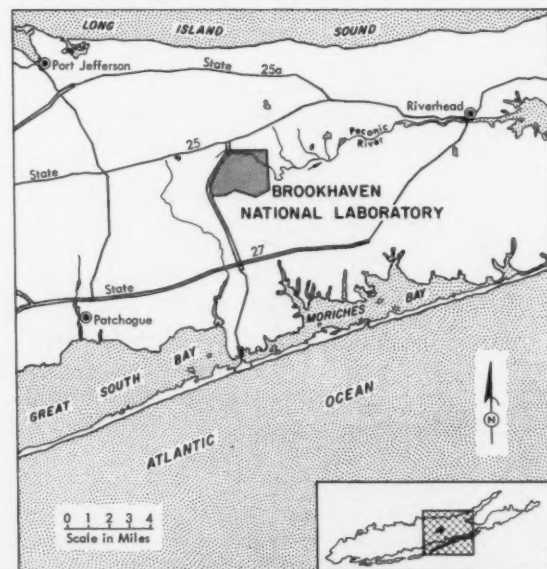 LONG ISLAND SOUND
Port Jefferson
State 25a
Riverhead
8
Peconic
River
25
State
BROOKHAVEN
NATIONAL LABORATORY
27
State
Patchogue
MORICHES BAY
GREAT SOUTH BAY
ATLANTIC OCEAN
N
0 1 2 3 4
Scale in Miles